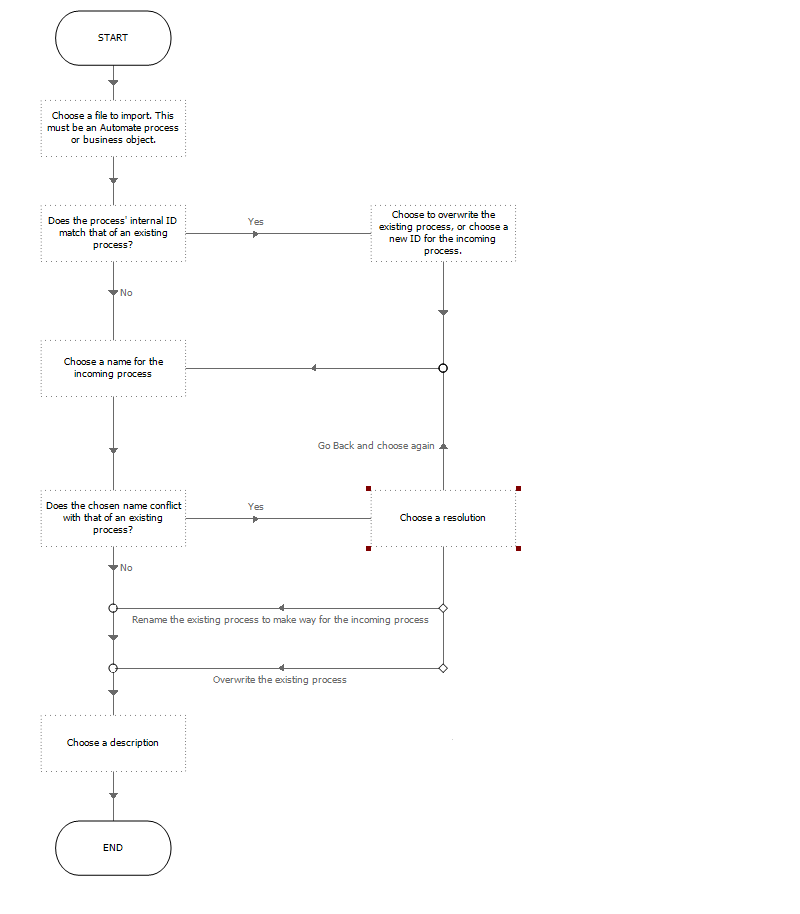 START
Choose a file to import. This
must be an Automate process
or business object.
Does the process' internal ID
match that of an existing
process?
Yes
Choose to overwrite the
existing process, or choose a
new ID for the incoming
process.
No
Choose a name for the
incoming process
Go Back and choose again
Does the chosen name conflict
with that of an existing
process?
Yes
Choose a resolution
No
Rename the existing process to make way for the incoming process
Overwrite the existing process
Choose a description
END